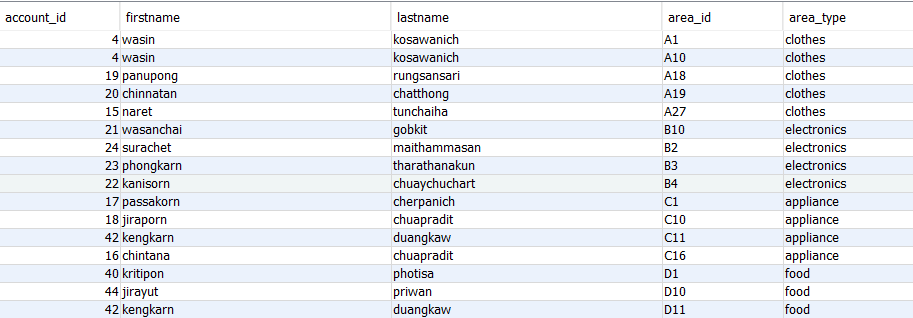 account_id firstname lastname area_id area_type
4 wasin kosawanich A1 clothes
4 wasin kosawanich A10 clothes
19 panupong rungsansari A18 clothes
20 chinnatan chatthong A19 clothes
15 naret tunchaiha A27 clothes
21 wasanchai gobkit B10 electronics
24 surachet maithammasan B2 electronics
23 phongkarn tharathanakun B3 electronics
22 kanisorn chuaychuchart B4 electronics
17 passakorn cherpanich C1 appliance
18 jiraporn chuapradit C10 appliance
42 kengkarn duangkaw C11 appliance
16 chintana chuapradit C16 appliance
40 kritipon photisa D1 food
44 jirayut priwan D10 food
42 kengkarn duangkaw D11 food